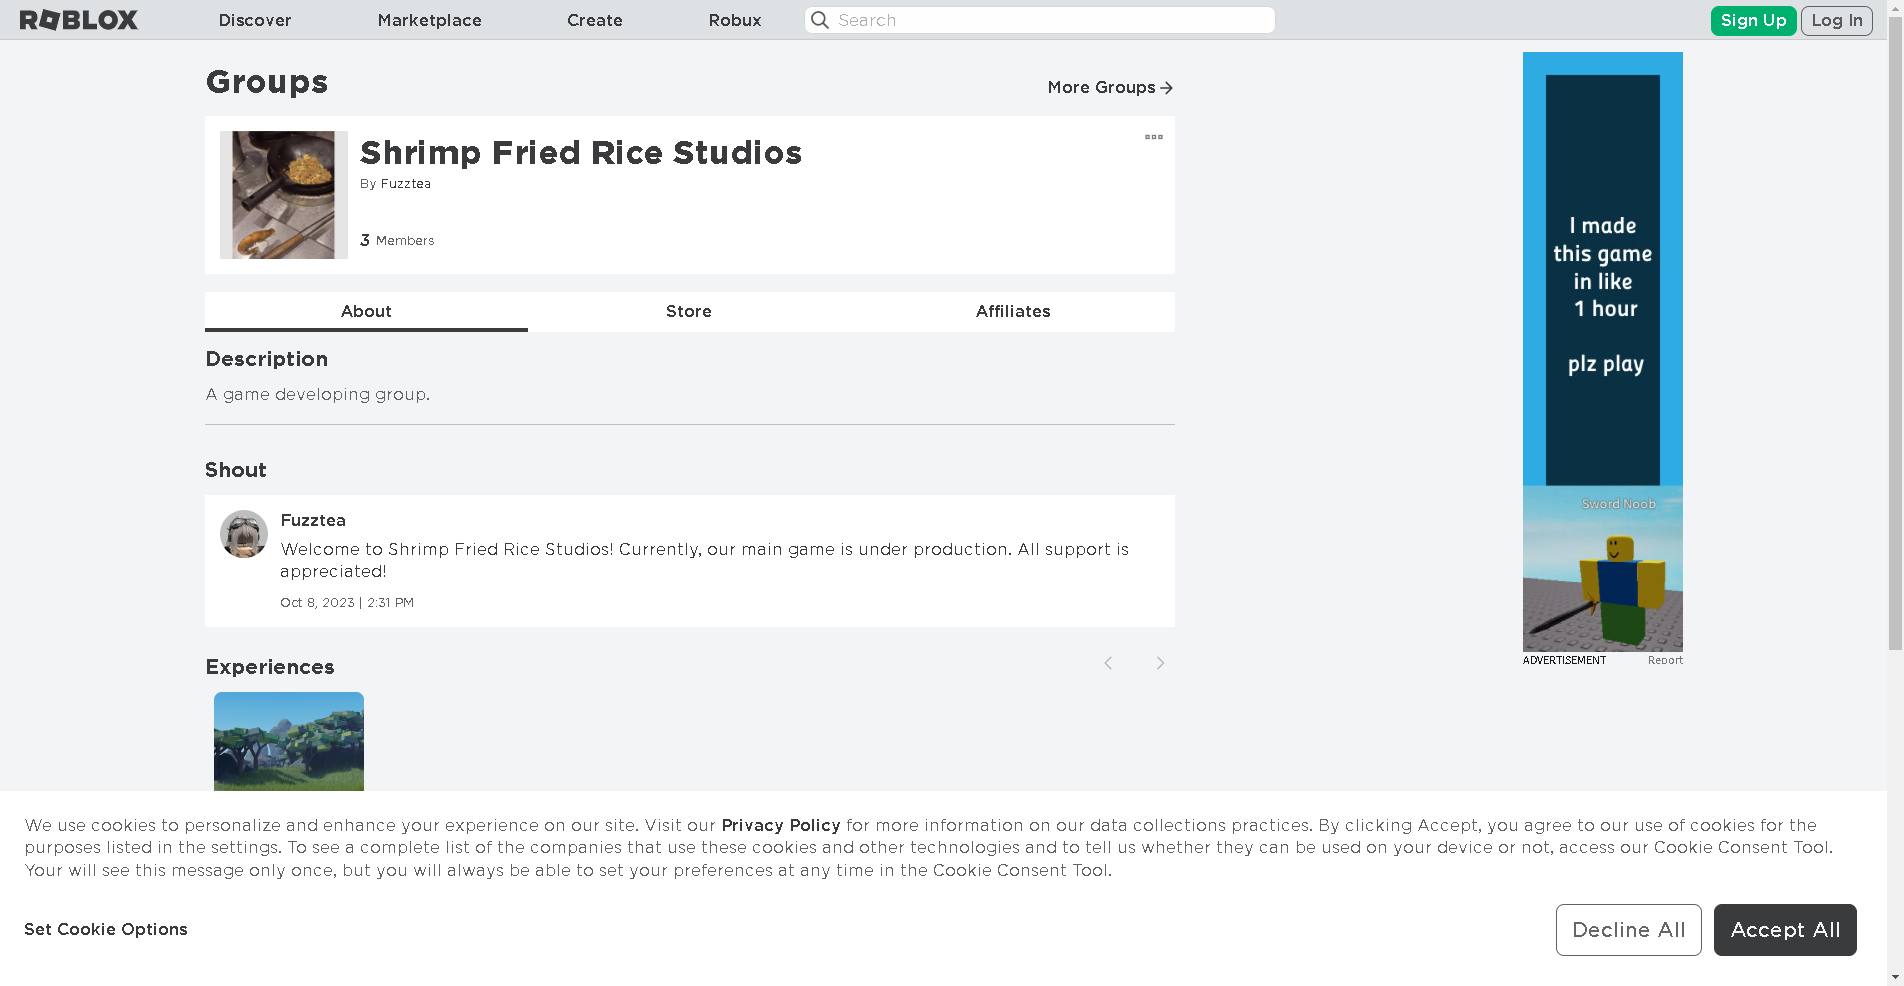 ROBLOX
Discover
Marketplace
Create
Robux
Search
Sign Up
Log In
Groups
More Groups
Shrimp Fried Rice Studios
By Fuzztea
3 Members
About
Store
Affiliates
Description
A game developing group.
Shout
Fuzztea
Welcome to Shrimp Fried Rice Studios! Currently, our main game is under production. All support is
appreciated!
Oct 8, 2023 | 2:31 PM
Experiences
I made
this game
in like
1 hour
plz play
Sword Noob
ADVERTISEMENT
Report
We use cookies to personalize and enhance your experience on our site. Visit our Privacy Policy for more information on our data collections practices. By clicking Accept, you agree to our use of cookies for the
purposes listed in the settings. To see a complete list of the companies that use these cookies and other technologies and to tell us whether they can be used on your device or not, access our Cookie Consent Tool.
Your will see this message only once, but you will always be able to set your preferences at any time in the Cookie Consent Tool.
Set Cookie Options
Decline All
Accept All